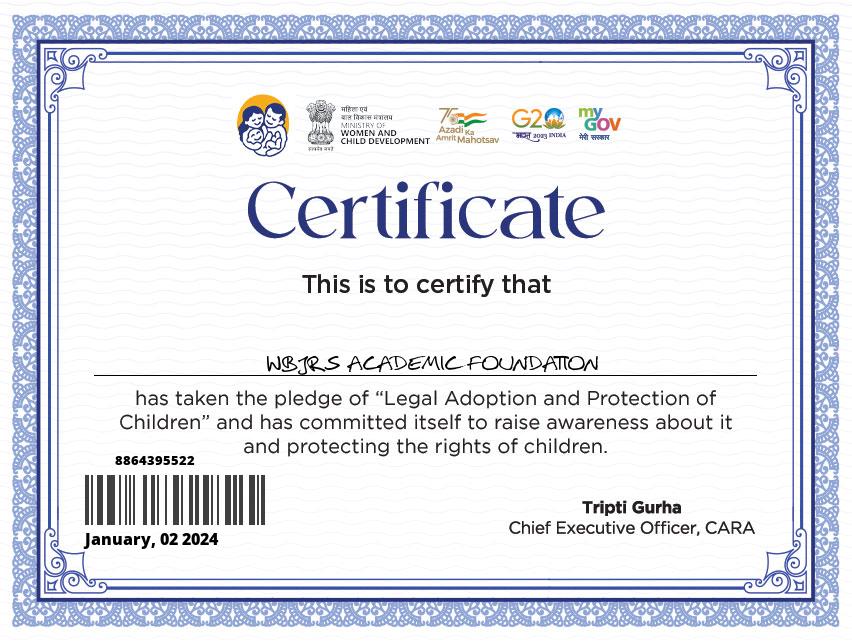 महिला एवं
बाल विकास मंत्रालय
MINISTRY OF
WOMEN AND
CHILD DEVELOPMENT
सत्यमेव जयते
75
Azadi Ka
Amrit Mahotsav
G20
भारत 2023 INDIA
my
GOV
मेरी सरकार
Certificate
This is to certify that
WBJRS ACADEMIC FOUNDATION
has taken the pledge of “Legal Adoption and Protection of
Children” and has committed itself to raise awareness about it
and protecting the rights of children.
8864395522
January, 02 2024
Tripti Gurha
Chief Executive Officer, CARA